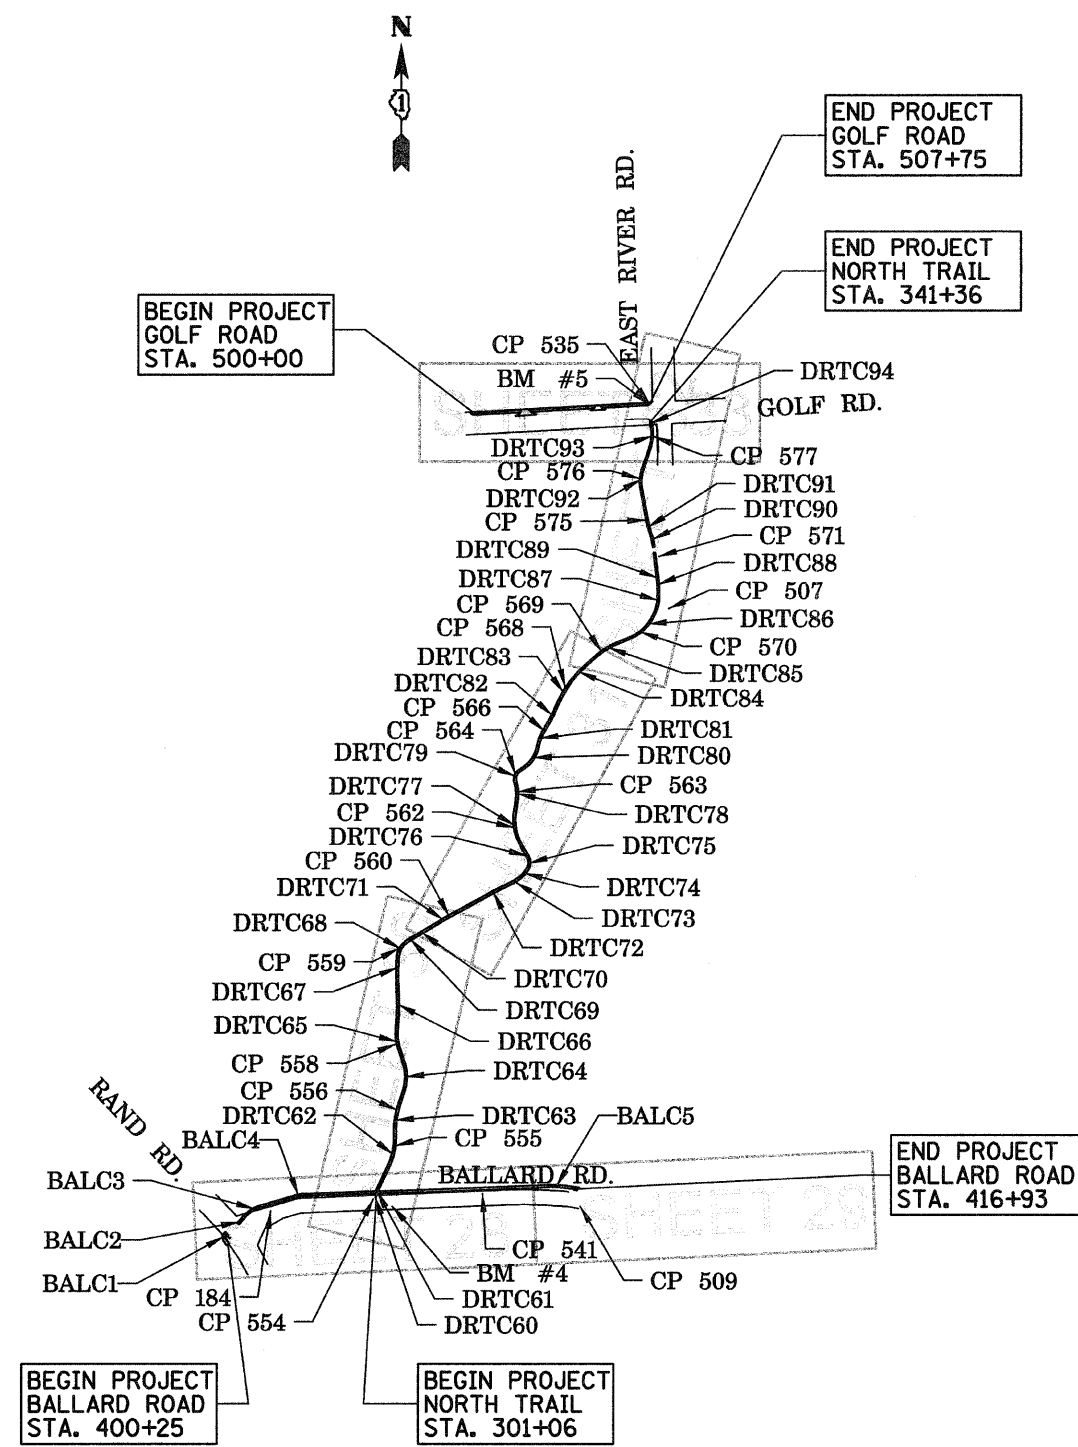 N
1
END PROJECT
GOLF ROAD
STA. 507+75
EAST RIVER RD.
END PROJECT
NORTH TRAIL
STA. 341+36
BEGIN PROJECT
GOLF ROAD
STA. 500+00
CP 535
BM #5
DRTC94
GOLF RD.
DRTC93
CP 577
CP 576
DRTC91
DRTC92
DRTC90
CP 575
CP 571
DRTC89
DRTC88
DRTC87
CP 507
CP 569
DRTC86
CP 568
CP 570
DRTC83
DRTC85
DRTC82
DRTC84
CP 566
CP 564
DRTC81
DRTC79
DRTC80
DRTC77
CP 563
CP 562
DRTC78
DRTC76
DRTC75
CP 560
DRTC71
DRTC74
DRTC73
DRTC68
DRTC72
CP 559
DRTC70
DRTC67
DRTC69
DRTC65
DRTC66
CP 558
DRTC64
RAND RD.
CP 556
DRTC62
DRTC63
BALC5
BALC4
CP 555
BALC3
BALLARD RD.
END PROJECT
BALLARD ROAD
STA. 416+93
SHEET 29
BALC2
CP 541
BALC1
BM #4
CP 509
CP 184
DRTC61
CP 554
DRTC60
BEGIN PROJECT
BALLARD ROAD
STA. 400+25
BEGIN PROJECT
NORTH TRAIL
STA. 301+06